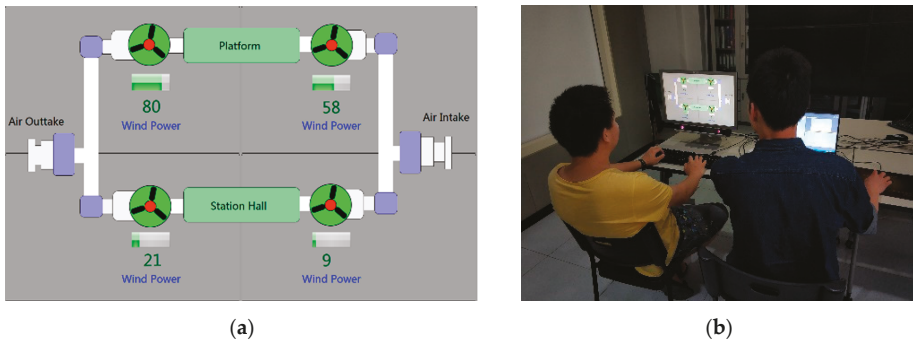 Platform
80
58
Wind Power
Wind Power
Air Outtake
Air Intake
Station Hall
21
9
Wind Power
Wind Power
(a)
(b)